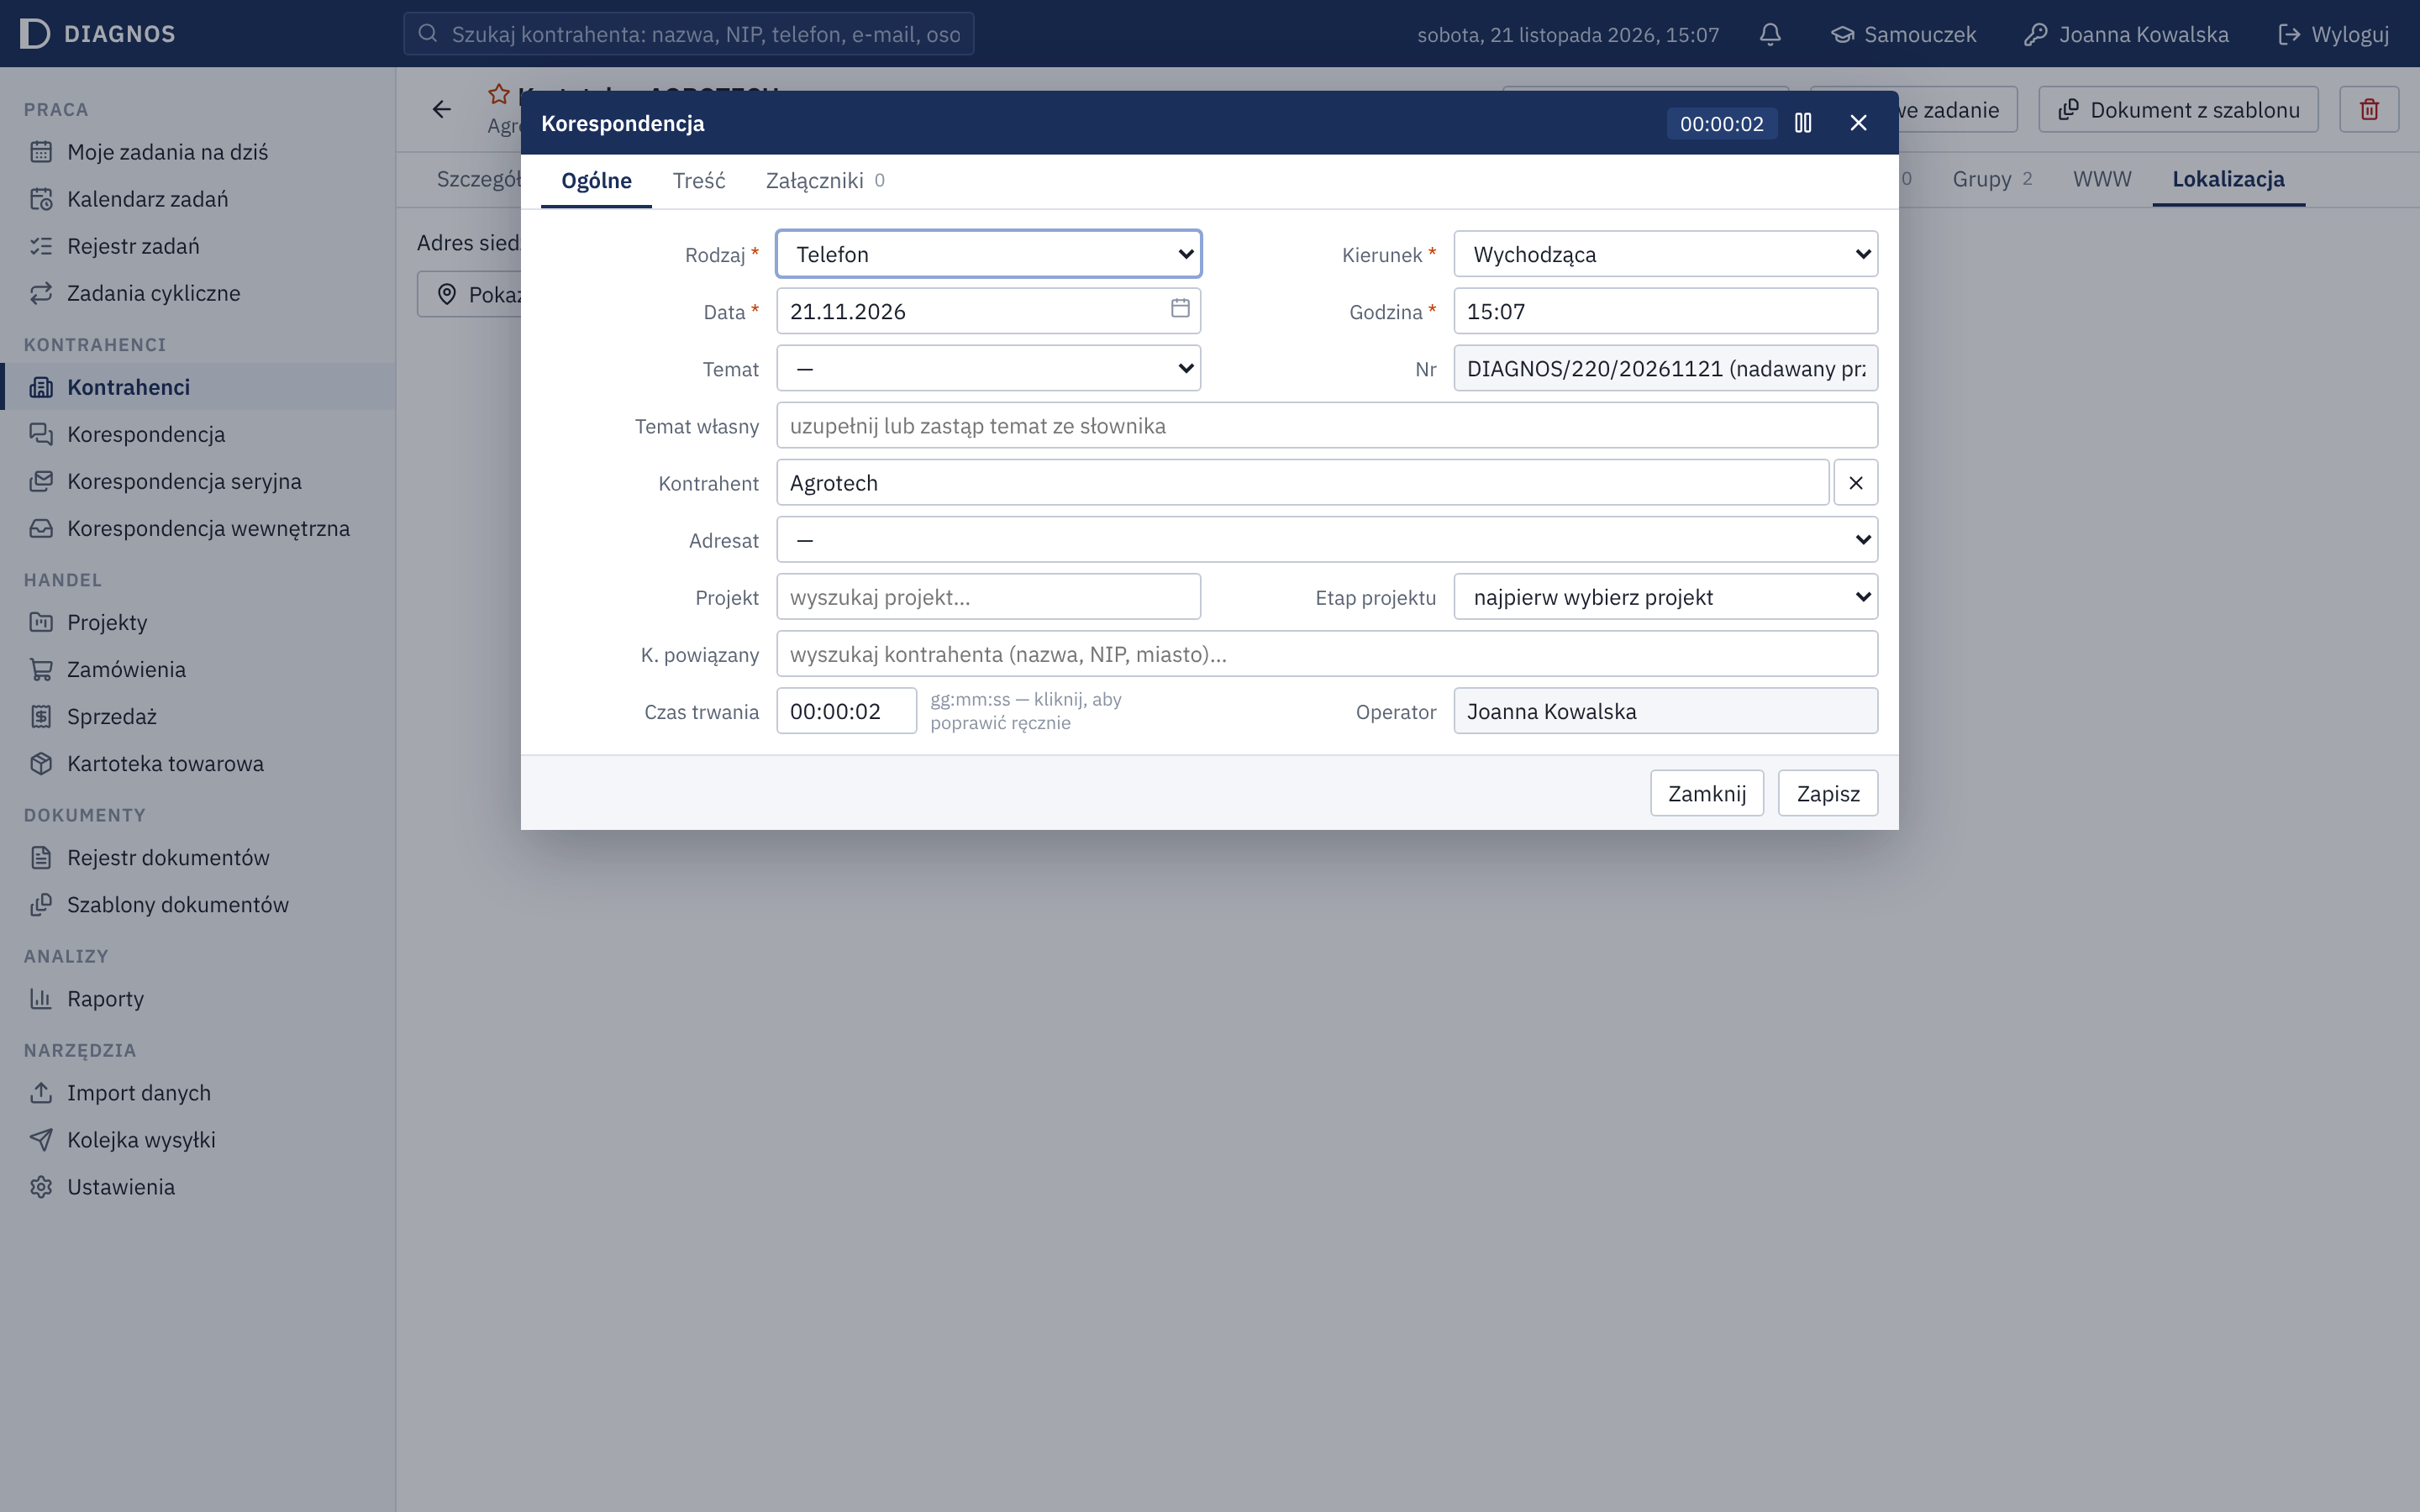 DIAGNOS
Szukaj kontrahenta: nazwa, NIP, telefon, e-mail, oso
sobota, 21 listopada 2026, 15:07
Samouczek
Joanna Kowalska
Wyloguj
PRACA
Moje zadania na dziś
Kalendarz zadań
Rejestr zadań
Zadania cykliczne
KONTRAHENCI
Kontrahenci
Korespondencja
Korespondencja seryjna
Korespondencja wewnętrzna
HANDEL
Projekty
Zamówienia
Sprzedaż
Kartoteka towarowa
DOKUMENTY
Rejestr dokumentów
Szablony dokumentów
ANALIZY
Raporty
NARZĘDZIA
Import danych
Kolejka wysyłki
Ustawienia
Dokument z szablonu
zadanie
0
Grupy 2
WWW
Lokalizacja
Adres
Korespondencja
00:00:02
Ogólne
Treść
Załączniki 0
Rodzaj *
Telefon
Kierunek *
Wychodząca
Data *
21.11.2026
Godzina *
15:07
Temat
—
Nr
DIAGNOS/220/20261121 (nadawany prz
Temat własny
uzupełnij lub zastąp temat ze słownika
Kontrahent
Agrotech
Adresat
—
Projekt
wyszukaj projekt...
Etap projektu
najpierw wybierz projekt
K. powiązany
wyszukaj kontrahenta (nazwa, NIP, miasto)...
Czas trwania
00:00:02
gg:mm:ss — kliknij, aby
poprawić ręcznie
Operator
Joanna Kowalska
Zamknij
Zapisz